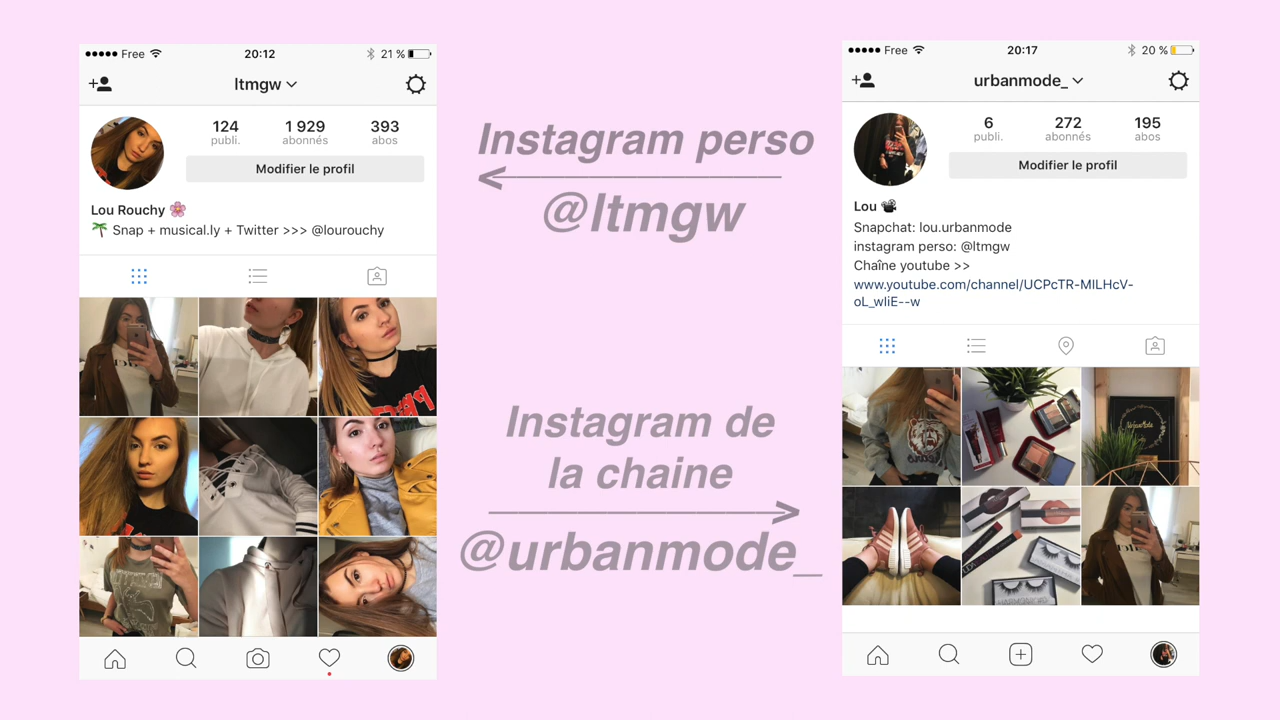 Free
20:12
21 %
ltmgw
124
1 929
393
publi.
abonnés
abos
Modifier le profil
Lou Rouchy 🌸
🌴 Snap + musical.ly + Twitter >>> @lourouchy
Instagram perso
<
@ltmgw
Instagram de
la chaine
>
@urbanmode_
Free
20:17
20 %
urbanmode_
6
272
195
publi.
abonnés
abos
Modifier le profil
Lou 📽
Snapchat: lou.urbanmode
instagram perso: @ltmgw
Chaîne youtube >>
www.youtube.com/channel/UCPcTR-MILHcV-
oL_wIiE--w